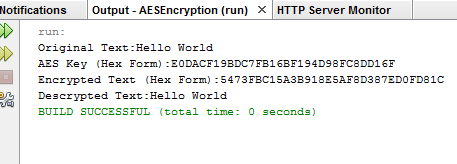 Notifications
Output - AESEncryption (run) ×
HTTP Server Monitor
run:
Original Text:Hello World
AES Key (Hex Form):E0DACF19BDC7FB16BF194D98FC8DD16F
Encrypted Text (Hex Form):5473FBC15A3B918E5AF8D387ED0FD81C
Descrypted Text:Hello World
BUILD SUCCESSFUL (total time: 0 seconds)